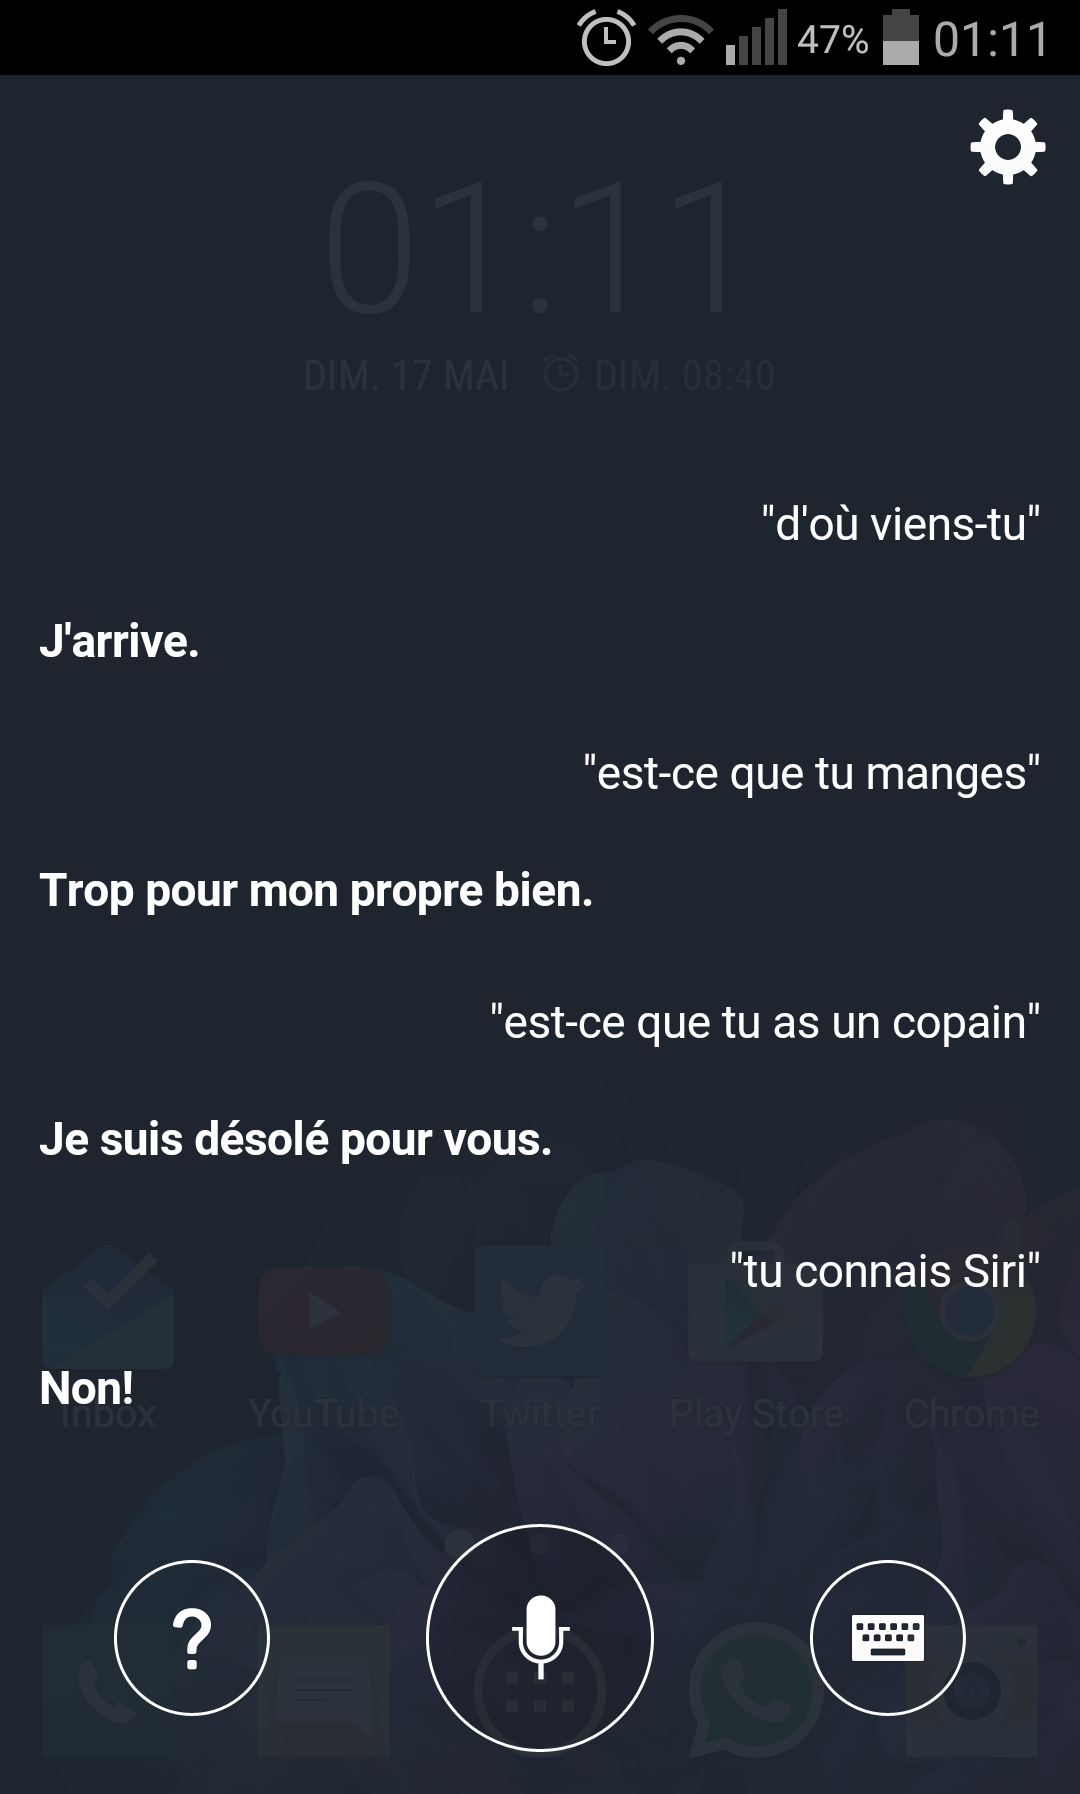 47% 01:11
01:11
DIM. 17 MAI DIM. 08:40
"d'où viens-tu"
J'arrive.
"est-ce que tu manges"
Trop pour mon propre bien.
"est-ce que tu as un copain"
Je suis désolé pour vous.
"tu connais Siri"
Non!
Inbox YouTube Twitter Play Store Chrome
?